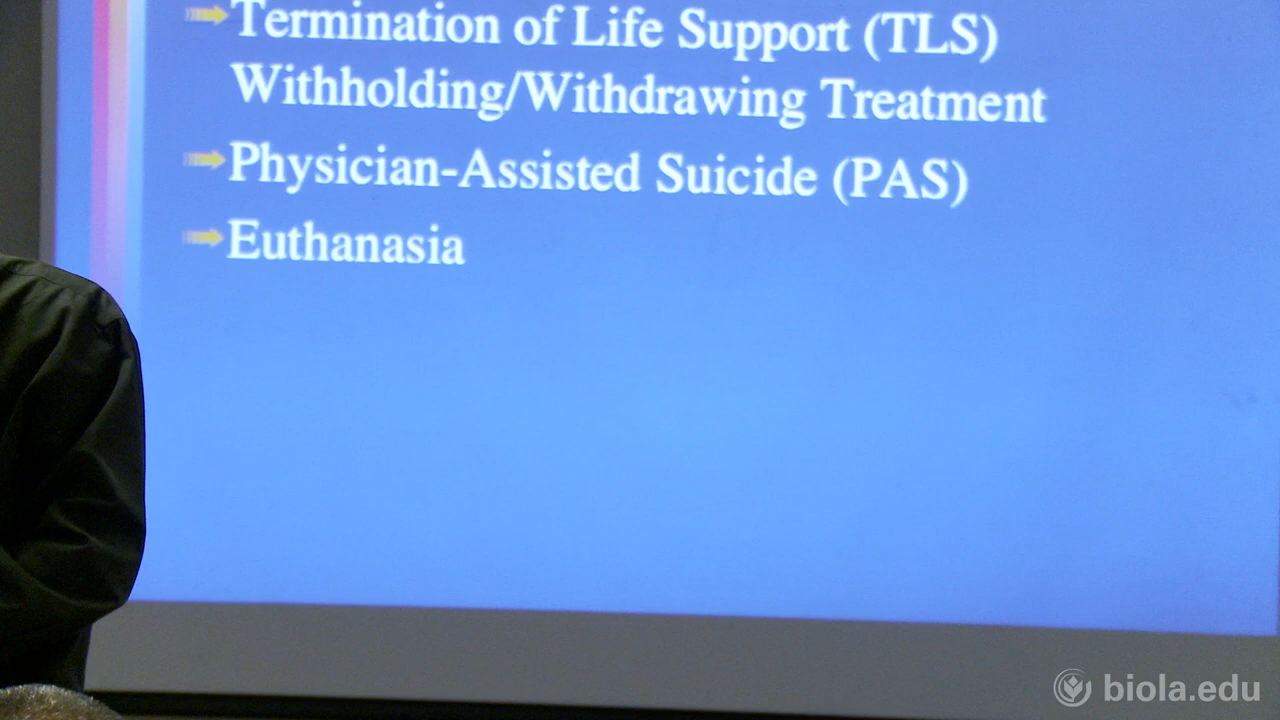 Termination of Life Support (TLS)
Withholding/Withdrawing Treatment
Physician-Assisted Suicide (PAS)
Euthanasia
biola.edu